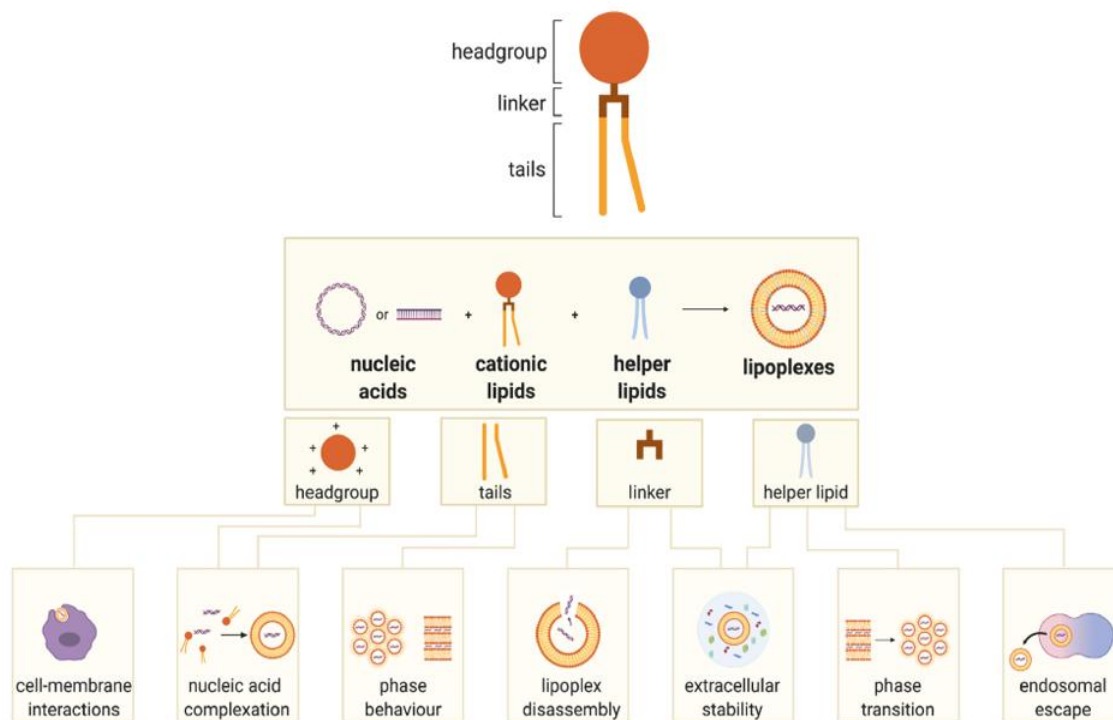 headgroup
linker
tails
or
+
+
nucleic
acids
cationic
lipids
helper
lipids
lipoplexes
+
+
+
+
+
headgroup
tails
linker
helper lipid
cell-membrane
interactions
nucleic acid
complexation
phase
behaviour
lipoplex
disassembly
extracellular
stability
phase
transition
endosomal
escape